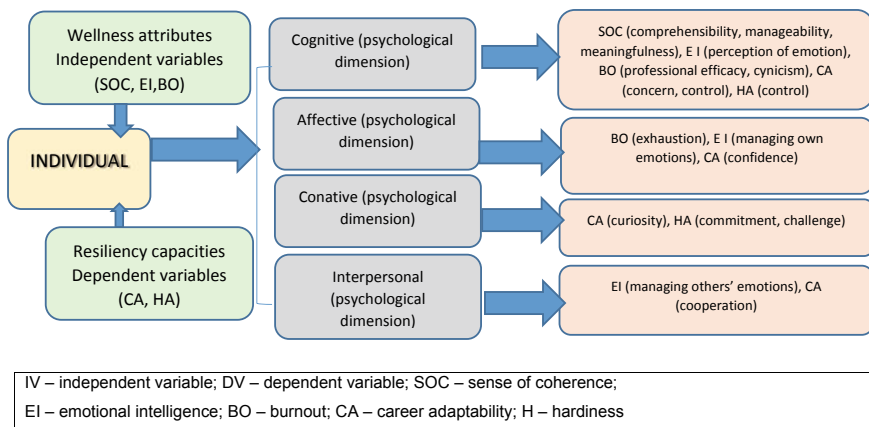 Wellness attributes
Independent variables
(SOC, EI,BO)
INDIVIDUAL
Resiliency capacities
Dependent variables
(CA, HA)
Cognitive (psychological
dimension)
Affective (psychological
dimension)
Conative (psychological
dimension)
Interpersonal
(psychological
dimension)
SOC (comprehensibility, manageability,
meaningfulness), E I (perception of emotion),
BO (professional efficacy, cynicism), CA
(concern, control), HA (control)
BO (exhaustion), E I (managing own
emotions), CA (confidence)
CA (curiosity), HA (commitment, challenge)
EI (managing others’ emotions), CA
(cooperation)
IV – independent variable; DV – dependent variable; SOC – sense of coherence;
EI – emotional intelligence; BO – burnout; CA – career adaptability; H – hardiness